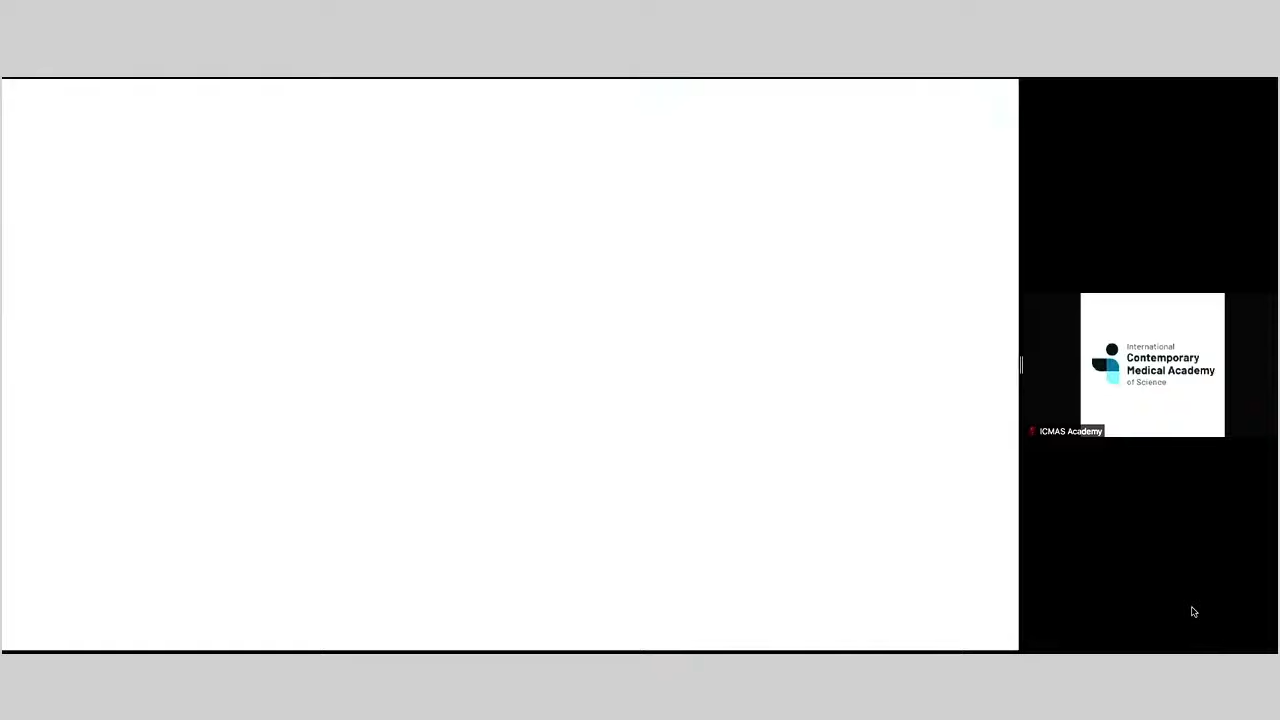 International
Contemporary
Medical Academy
of Science
ICMAS Academy